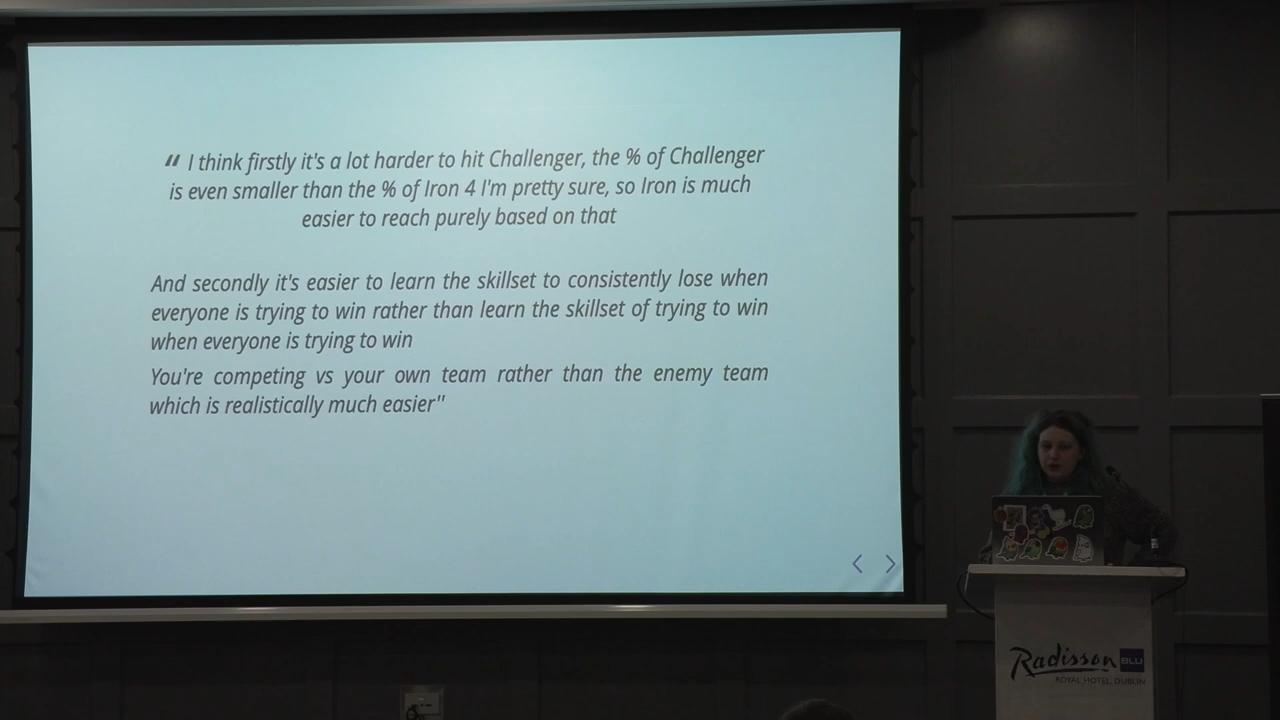 “ I think firstly it's a lot harder to hit Challenger, the % of Challenger
is even smaller than the % of Iron 4 I'm pretty sure, so Iron is much
easier to reach purely based on that
And secondly it's easier to learn the skillset to consistently lose when
everyone is trying to win rather than learn the skillset of trying to win
when everyone is trying to win
You're competing vs your own team rather than the enemy team
which is realistically much easier"
Radisson BLU
ROYAL HOTEL, DUBLIN